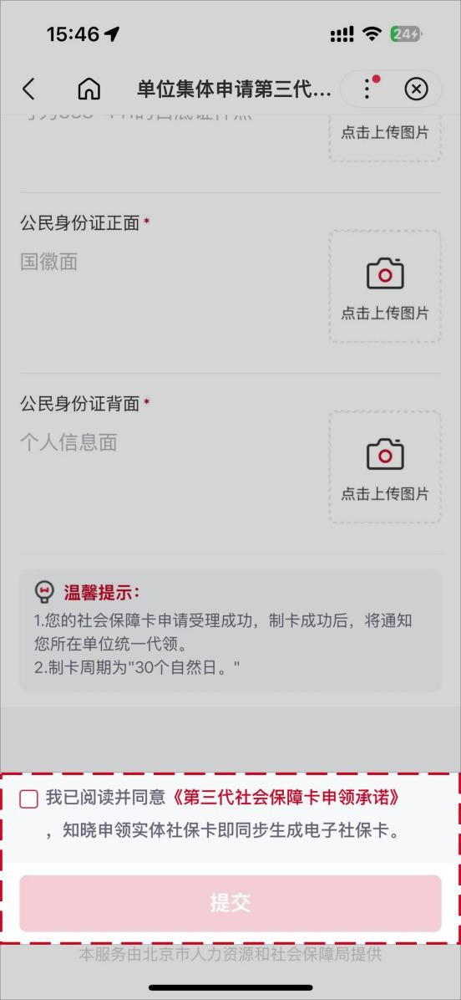 15:46
24
单位集体申请第三代...
点击上传图片
公民身份证正面 *
国徽面
点击上传图片
公民身份证背面 *
个人信息面
点击上传图片
温馨提示：
1.您的社会保障卡申请受理成功，制卡成功后，将通知
您所在单位统一代领。
2.制卡周期为"30个自然日。"
我已阅读并同意《第三代社会保障卡申领承诺》
，知晓申领实体社保卡即同步生成电子社保卡。
提交
本服务由北京市人力资源和社会保障局提供